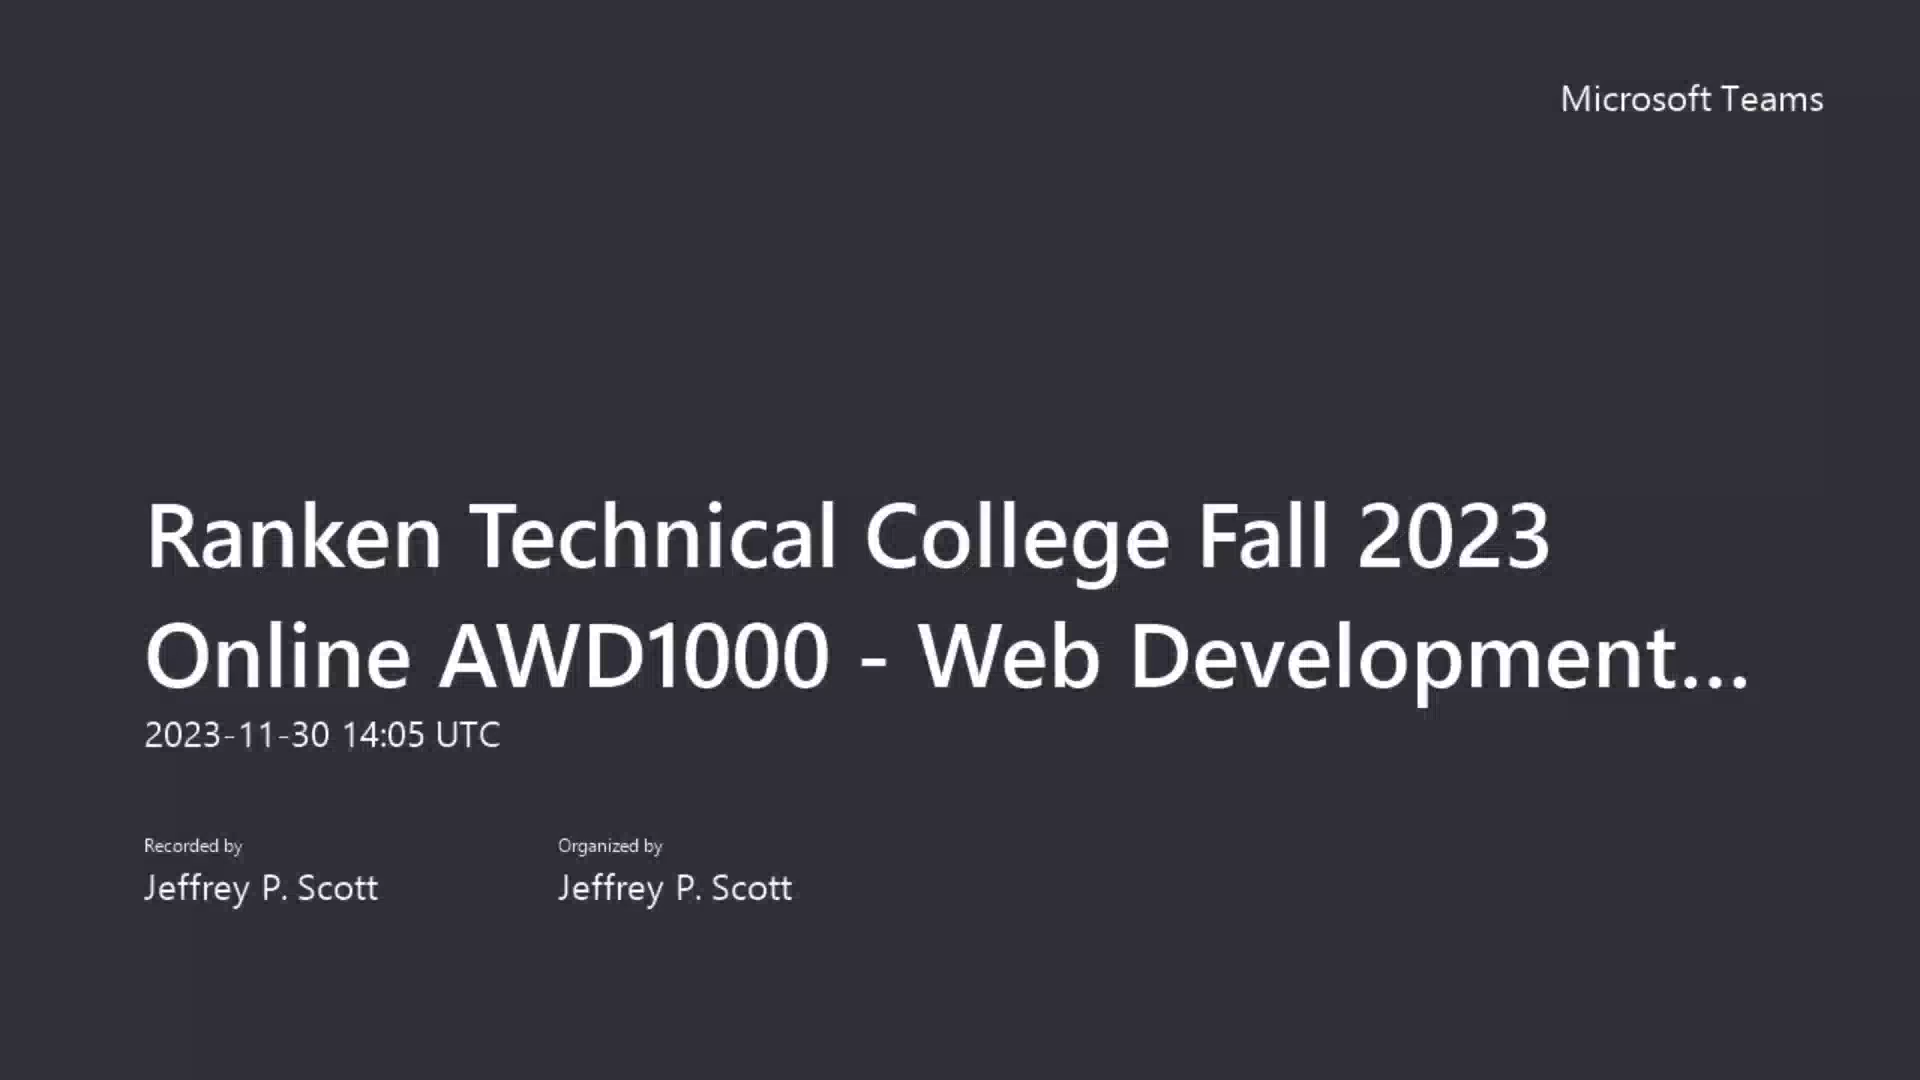 Microsoft Teams
Ranken Technical College Fall 2023
Online AWD1000 - Web Development...
2023-11-30 14:05 UTC
Recorded by
Jeffrey P. Scott
Organized by
Jeffrey P. Scott